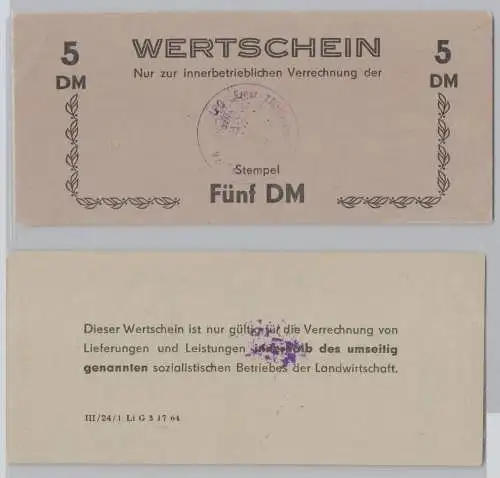 5 WERTSCHEIN 5
DM Nur zur innerbetrieblichen Verrechnung der DM
LPG
Stempel
Fünf DM
Dieser Wertschein ist nur gültig für die Verrechnung von
Lieferungen und Leistungen innerhalb des umseitig
genannten sozialistischen Betriebes der Landwirtschaft.
III/24/1 Li G 3 17 64